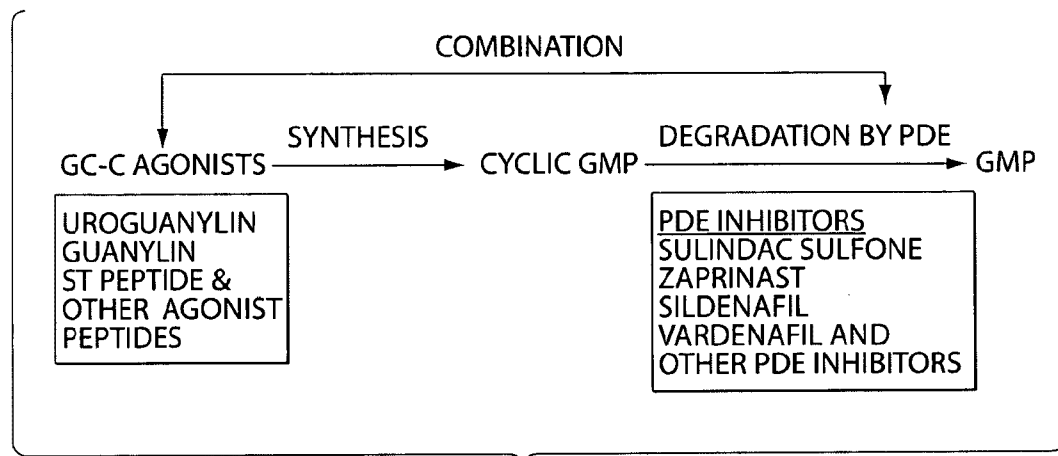 COMBINATION
SYNTHESIS
DEGRADATION BY PDE
GC-C AGONISTS
CYCLIC GMP
GMP
UROGUANYLIN
GUANYLIN
ST PEPTIDE &
OTHER AGONIST
PEPTIDES
PDE INHIBITORS
SULINDAC SULFONE
ZAPRINAST
SILDENAFIL
VARDENAFIL AND
OTHER PDE INHIBITORS